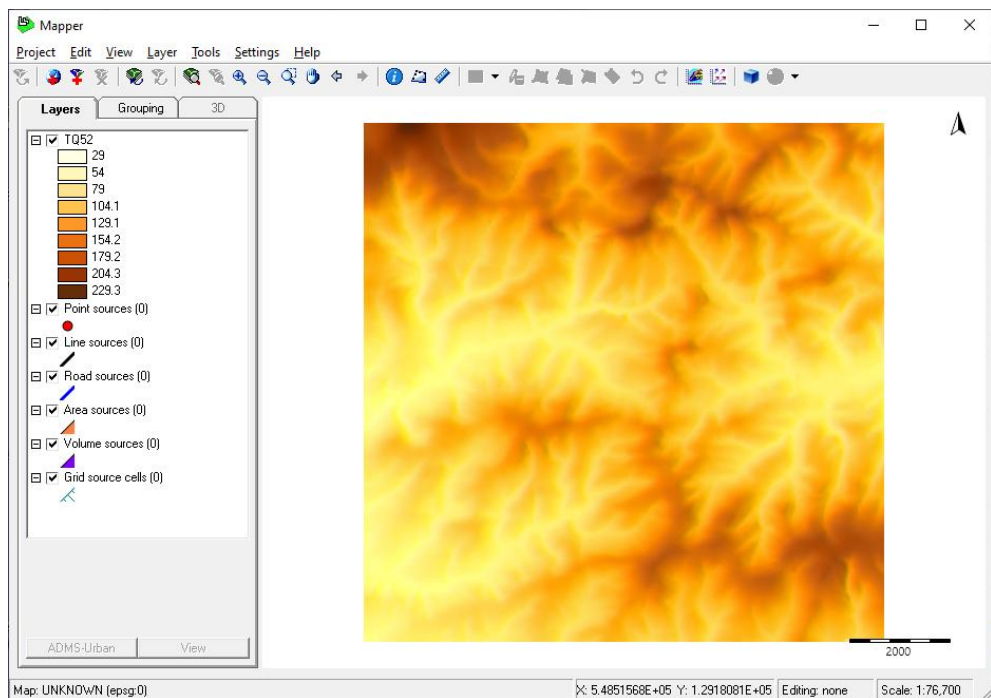 Mapper
Project Edit View Layer Tools Settings Help
Layers Grouping 3D
TQ52
29
54
79
104.1
129.1
154.2
179.2
204.3
229.3
Point sources (0)
Line sources (0)
Road sources (0)
Area sources (0)
Volume sources (0)
Grid source cells (0)
ADMS-Urban View
2000
Map: UNKNOWN (epsg:0) X: 5.4851568E+05 Y: 1.2918081E+05 Editing: none Scale: 1:76,700